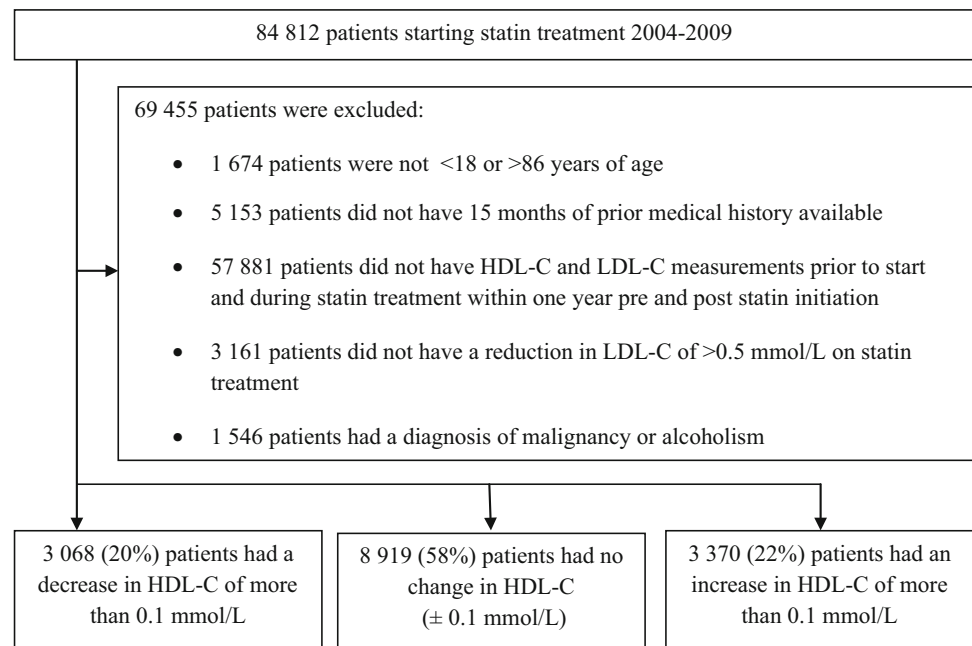 84 812 patients starting statin treatment 2004-2009
69 455 patients were excluded:
• 1 674 patients were not <18 or >86 years of age
• 5 153 patients did not have 15 months of prior medical history available
• 57 881 patients did not have HDL-C and LDL-C measurements prior to start
and during statin treatment within one year pre and post statin initiation
• 3 161 patients did not have a reduction in LDL-C of >0.5 mmol/L on statin
treatment
• 1 546 patients had a diagnosis of malignancy or alcoholism
3 068 (20%) patients had a
decrease in HDL-C of more
than 0.1 mmol/L
8 919 (58%) patients had no
change in HDL-C
(± 0.1 mmol/L)
3 370 (22%) patients had an
increase in HDL-C of more
than 0.1 mmol/L